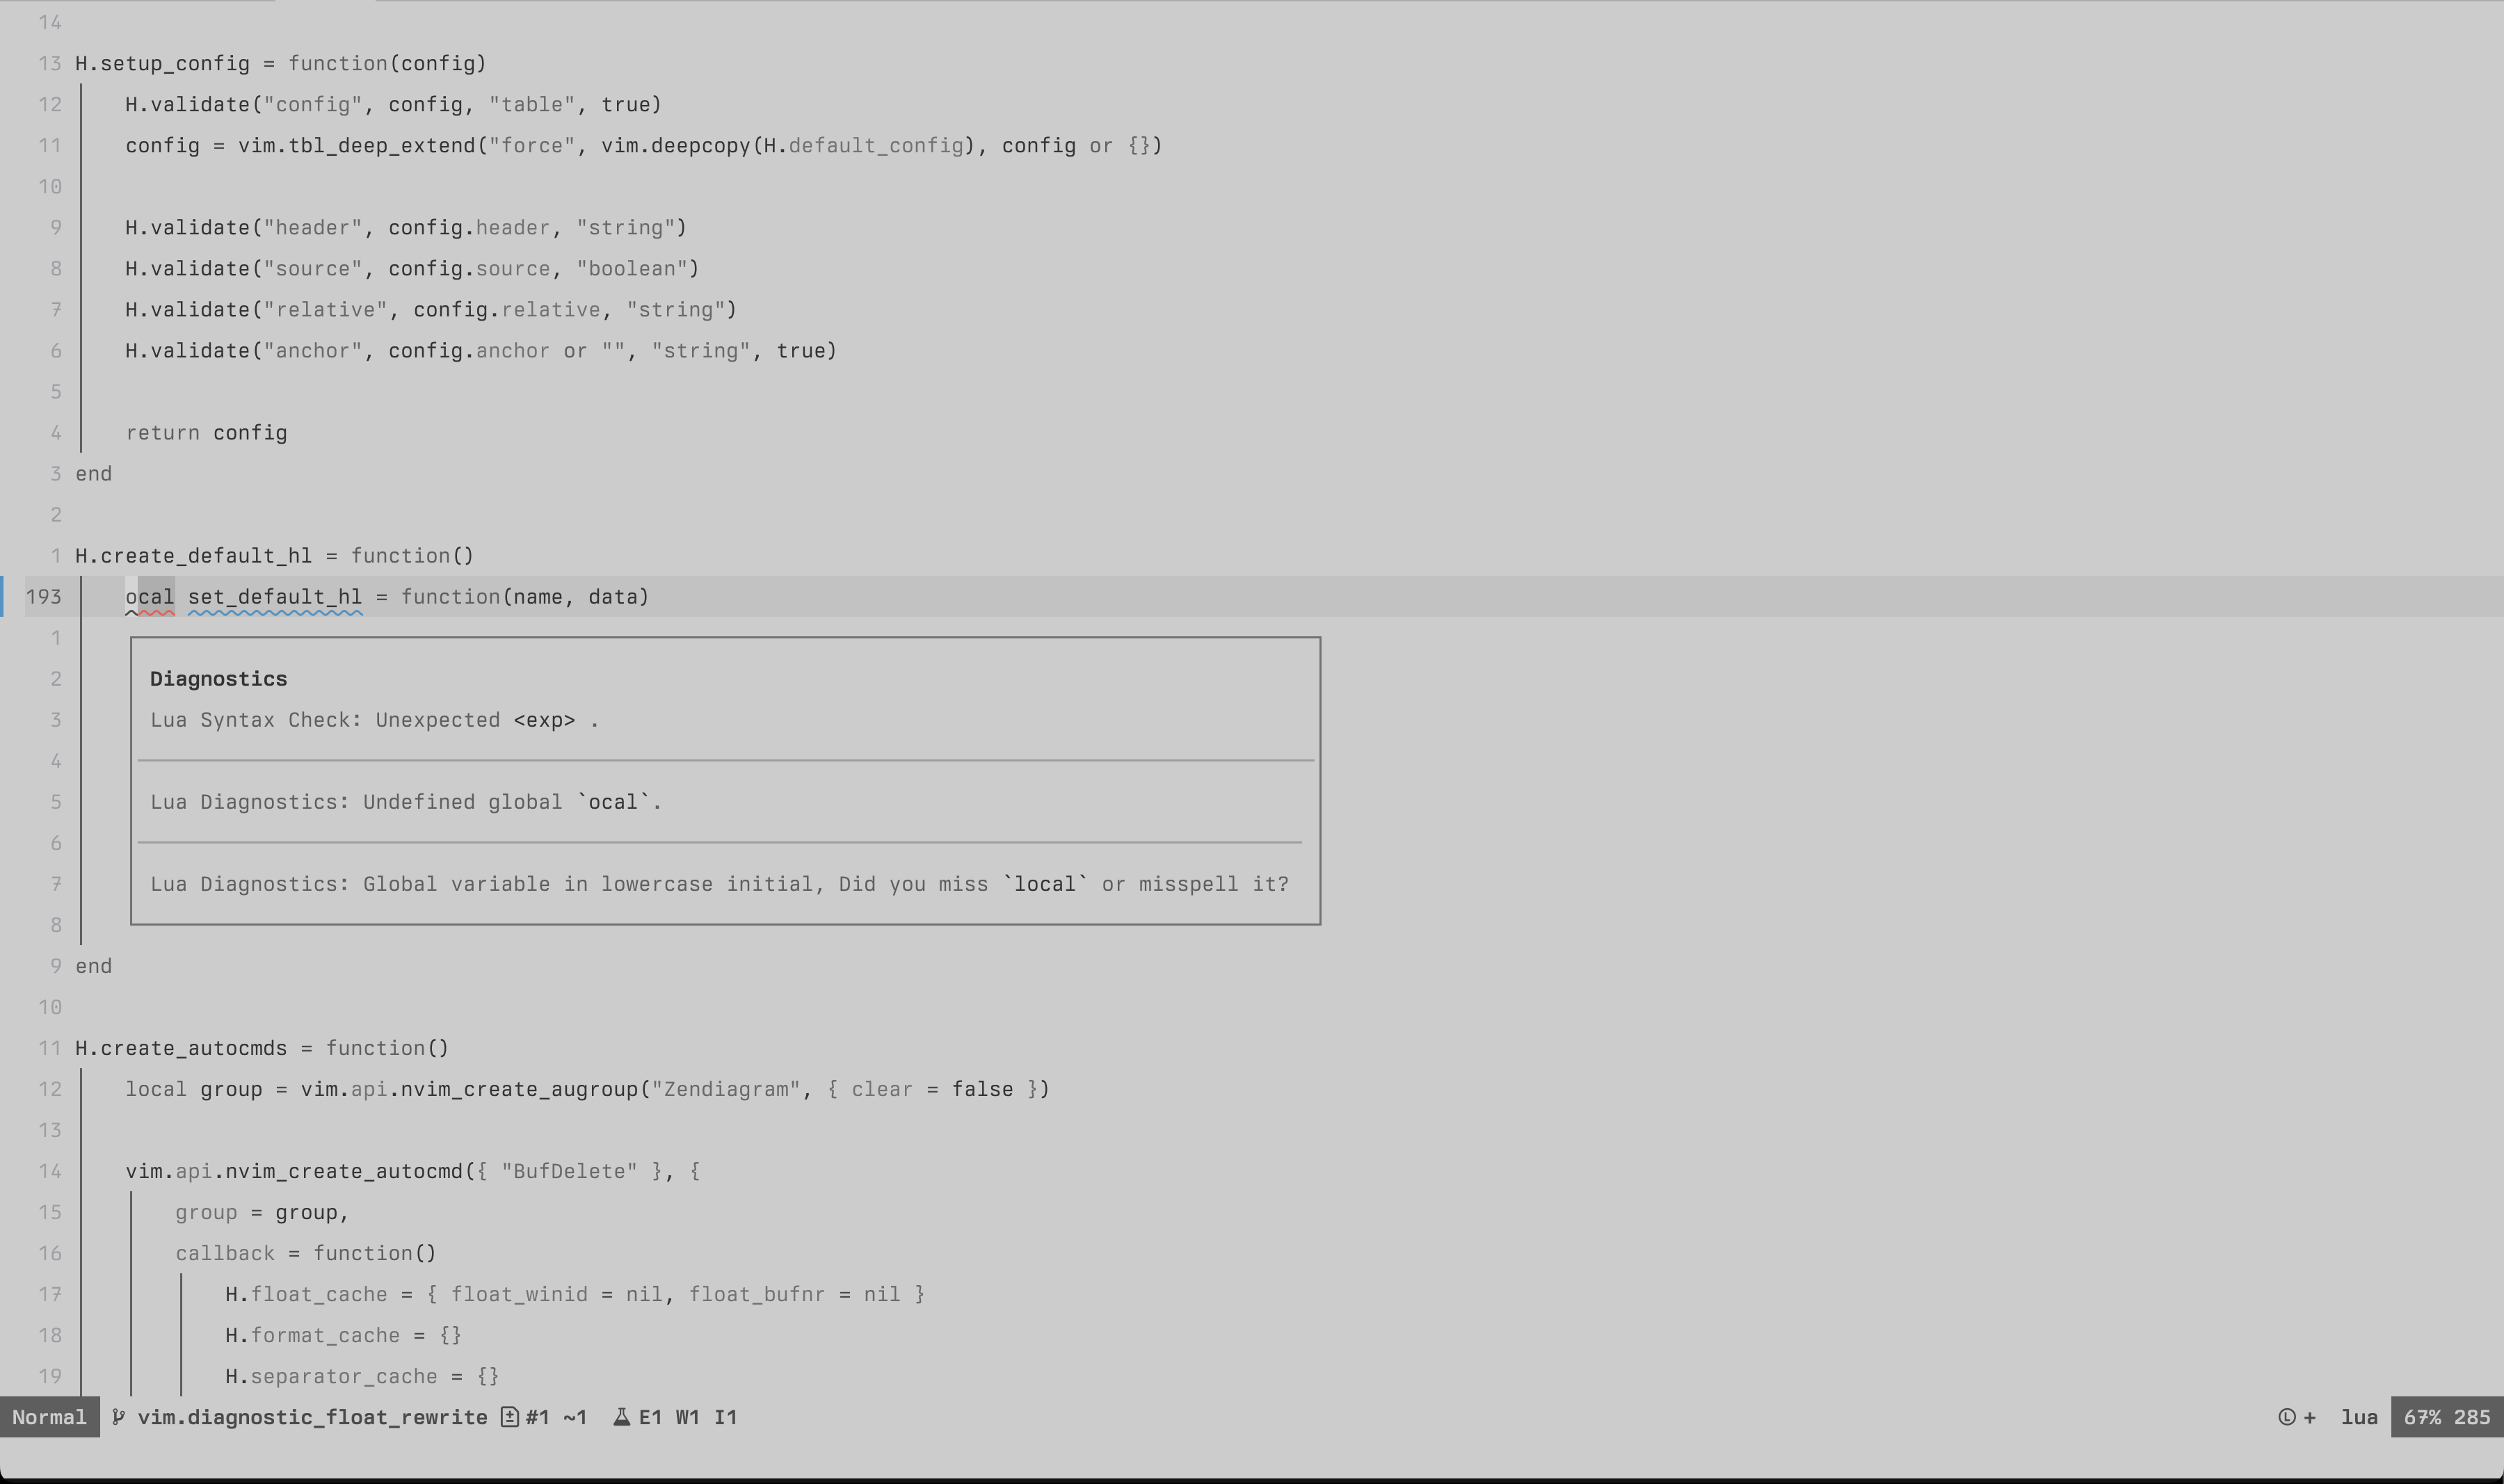 14
13 H.setup_config = function(config)
12 H.validate("config", config, "table", true)
11 config = vim.tbl_deep_extend("force", vim.deepcopy(H.default_config), config or {})
10
9 H.validate("header", config.header, "string")
8 H.validate("source", config.source, "boolean")
7 H.validate("relative", config.relative, "string")
6 H.validate("anchor", config.anchor or "", "string", true)
5
4 return config
3 end
2
1 H.create_default_hl = function()
193 ocal set_default_hl = function(name, data)
1
2 Diagnostics
3 Lua Syntax Check: Unexpected <exp> .
4
5 Lua Diagnostics: Undefined global `ocal`.
6
7 Lua Diagnostics: Global variable in lowercase initial, Did you miss `local` or misspell it?
8
9 end
10
11 H.create_autocmds = function()
12 local group = vim.api.nvim_create_augroup("Zendiagram", { clear = false })
13
14 vim.api.nvim_create_autocmd({ "BufDelete" }, {
15 group = group,
16 callback = function()
17 H.float_cache = { float_winid = nil, float_bufnr = nil }
18 H.format_cache = {}
19 H.separator_cache = {}
Normal vim.diagnostic_float_rewrite #1 ~1 E1 W1 I1 Ⓛ + lua 67% 285